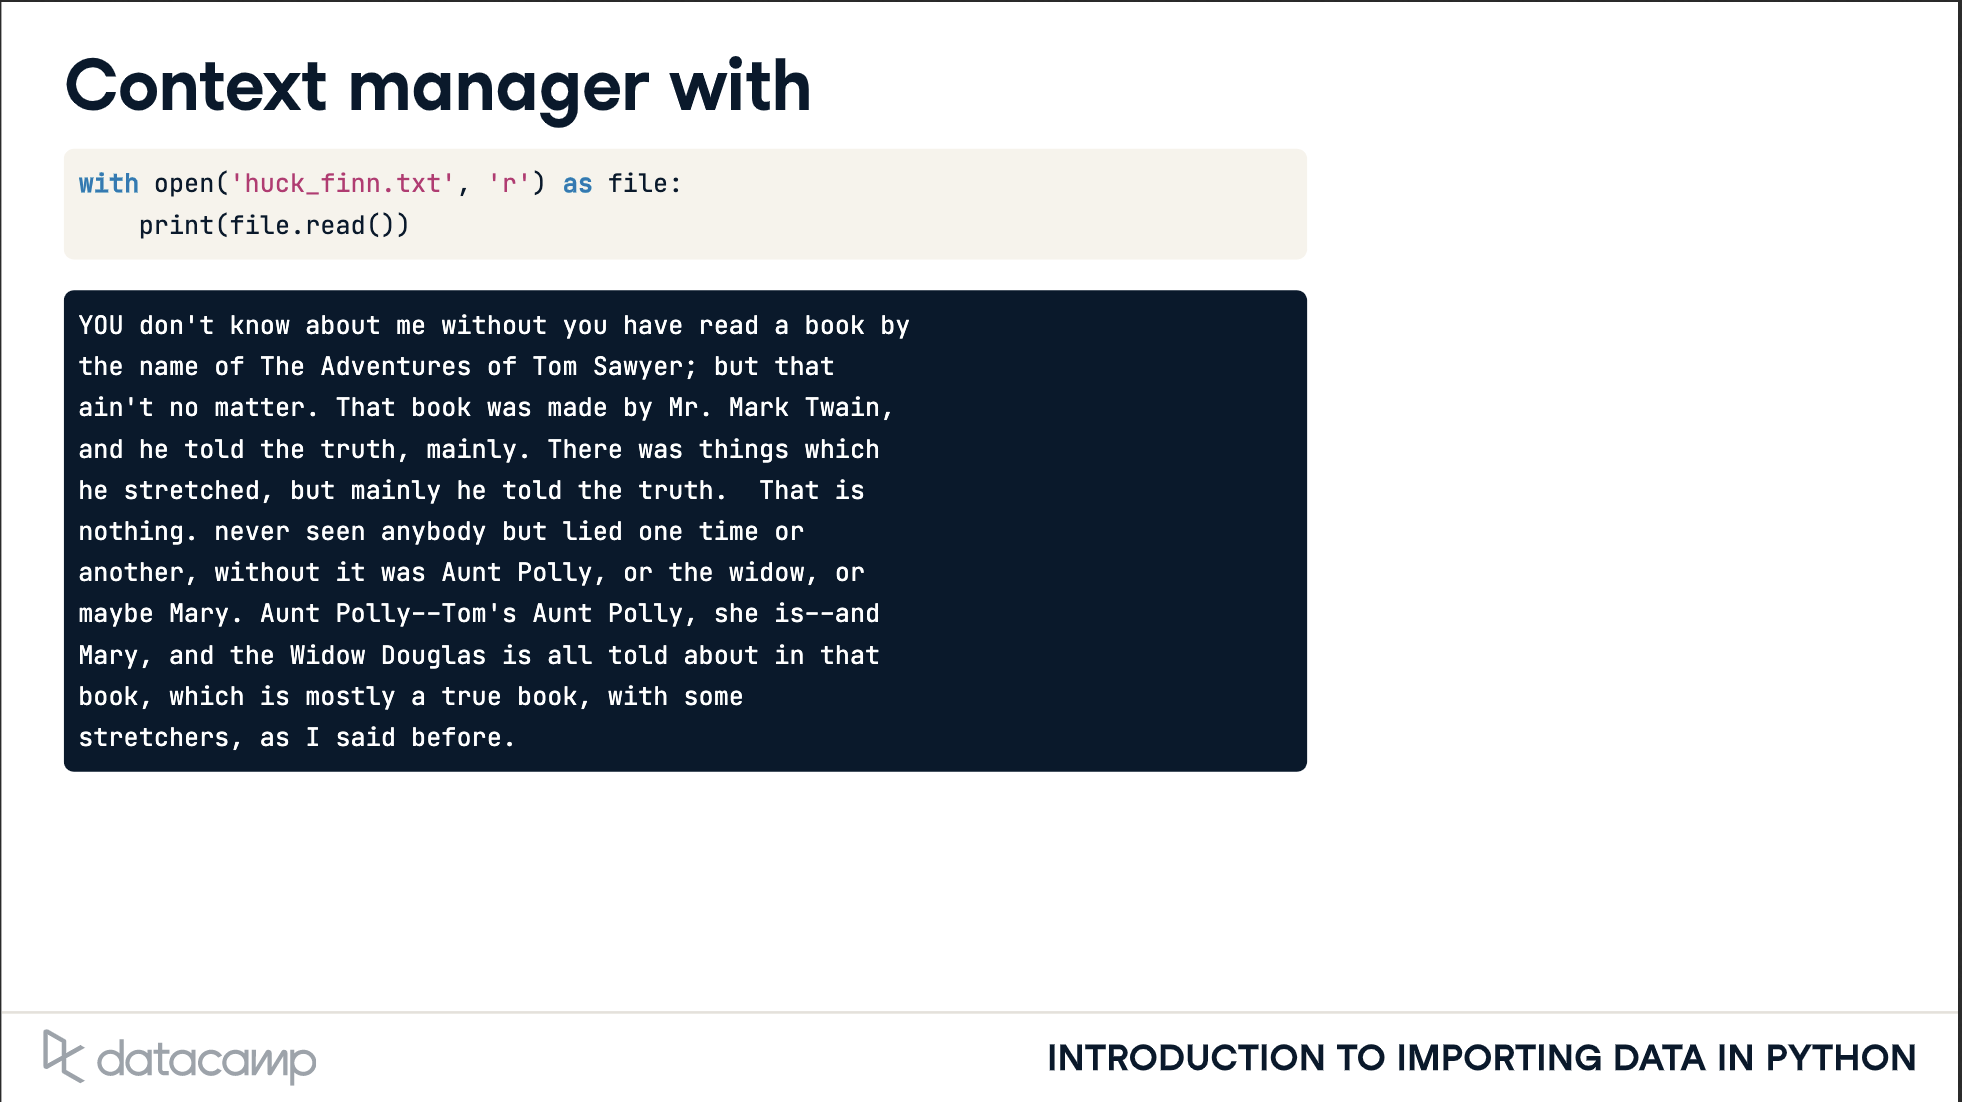 Context manager with
with open('huck_finn.txt', 'r') as file:
    print(file.read())
YOU don't know about me without you have read a book by
the name of The Adventures of Tom Sawyer; but that
ain't no matter. That book was made by Mr. Mark Twain,
and he told the truth, mainly. There was things which
he stretched, but mainly he told the truth.  That is
nothing. never seen anybody but lied one time or
another, without it was Aunt Polly, or the widow, or
maybe Mary. Aunt Polly--Tom's Aunt Polly, she is--and
Mary, and the Widow Douglas is all told about in that
book, which is mostly a true book, with some
stretchers, as I said before.
datacamp
INTRODUCTION TO IMPORTING DATA IN PYTHON